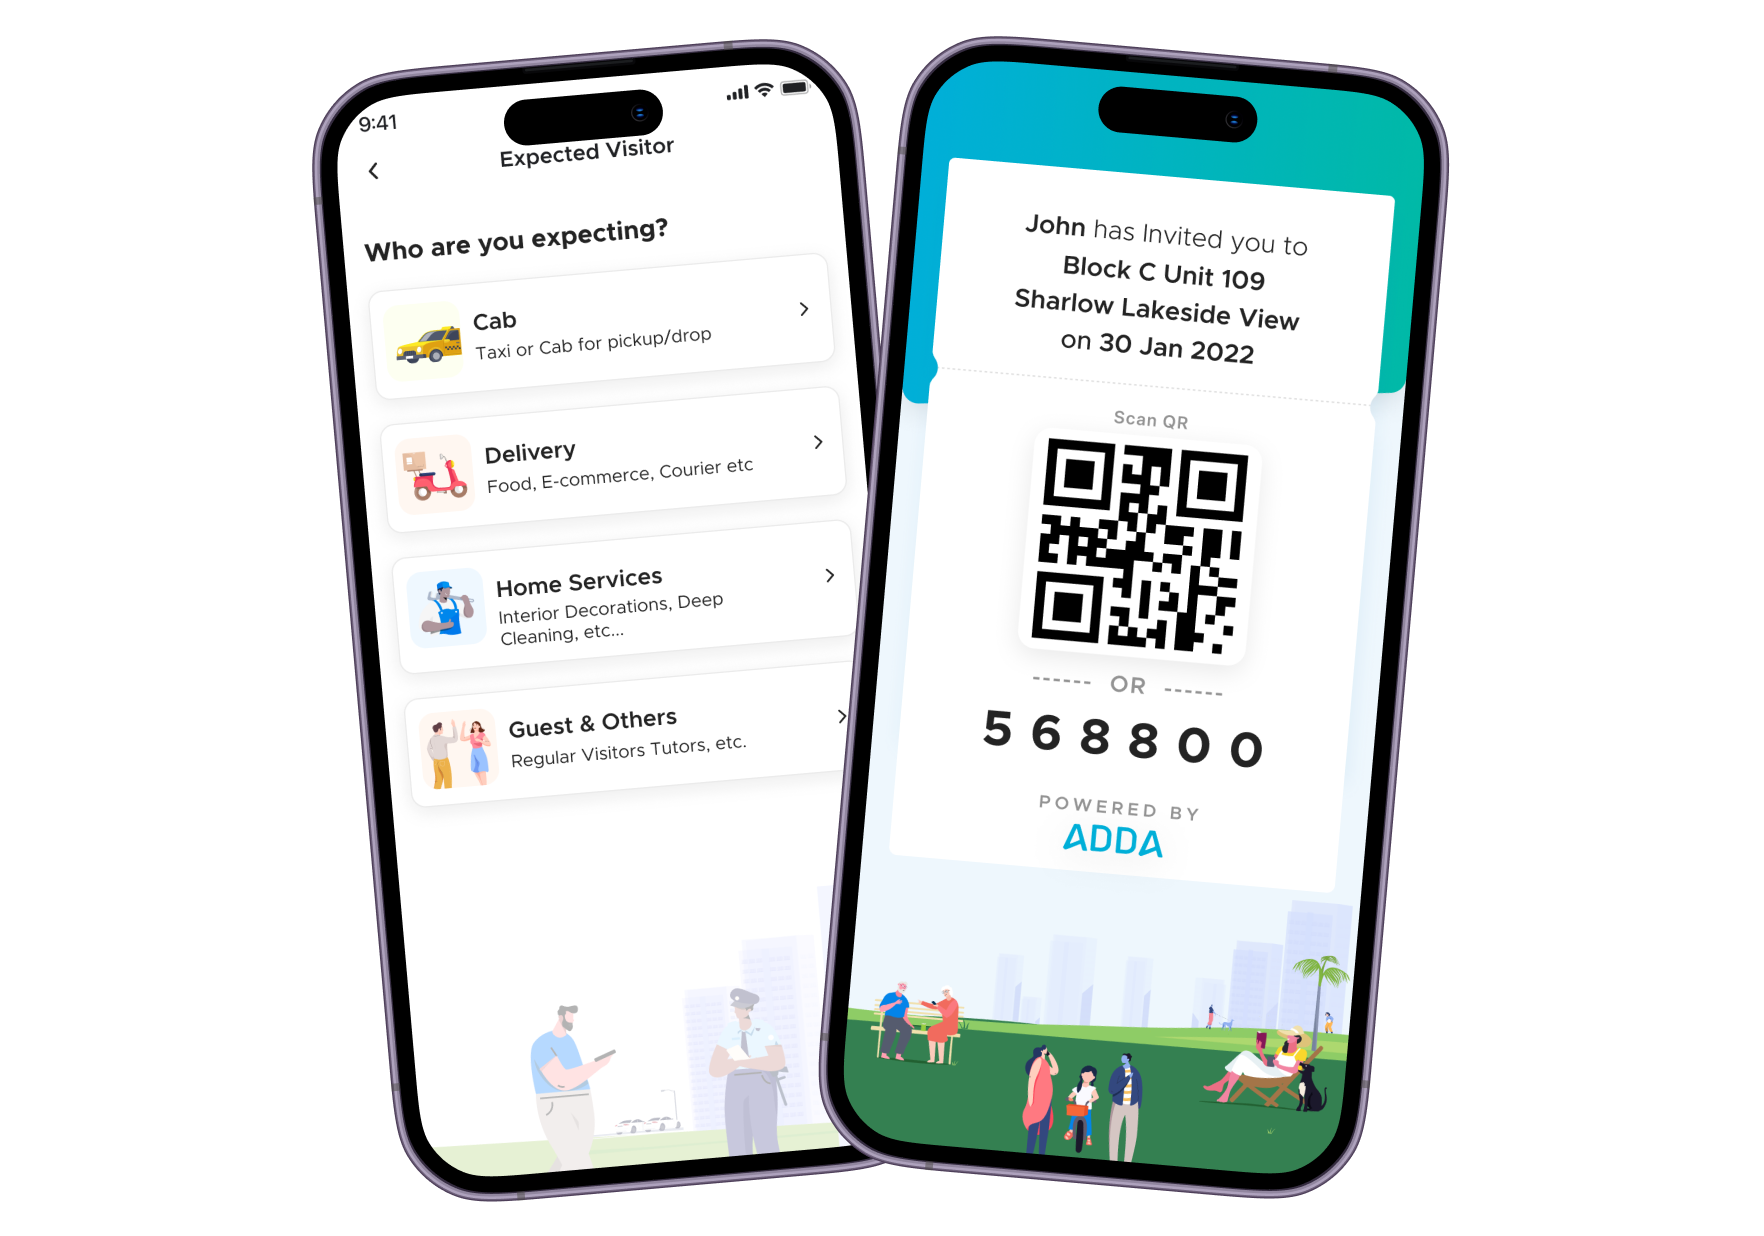 9:41
Expected Visitor
Who are you expecting?
Cab
Taxi or Cab for pickup/drop
Delivery
Food, E-commerce, Courier etc
Home Services
Interior Decorations, Deep
Cleaning, etc...
Guest & Others
Regular Visitors Tutors, etc.
John has Invited you to
Block C Unit 109
Sharlow Lakeside View
on 30 Jan 2022
Scan QR
------ OR ------
5 6 8 8 0 0
POWERED BY
ADDA